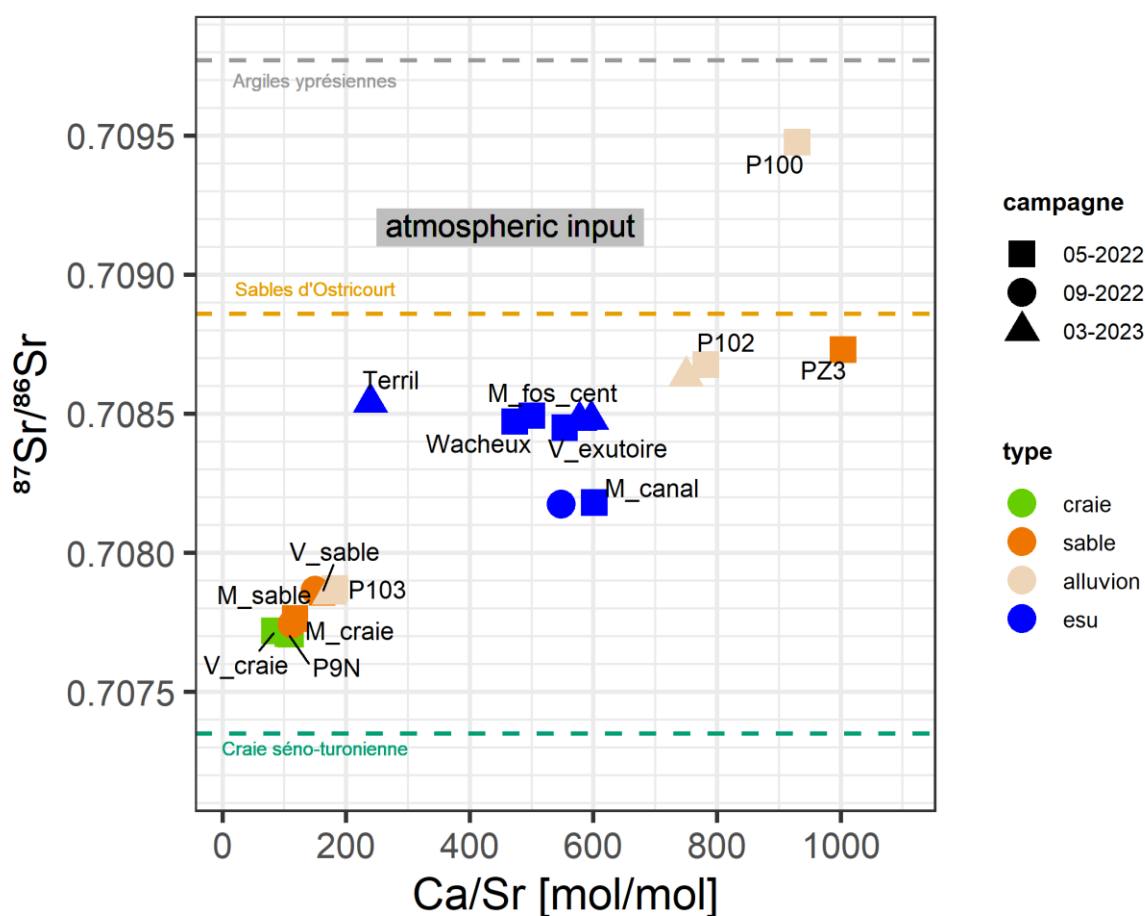 Argiles yprésiennes
0.7095
P100
atmospheric input
0.7090
Sables d'Ostricourt
P102
PZ3
Terril
M_fos_cent
0.7085
Wacheux
V_exutoire
M_canal
0.7080
V_sable
M_sable
P103
M_craie
V_craie
P9N
0.7075
Craie séno-turonienne
0 200 400 600 800 1000
Ca/Sr [mol/mol]
⁸⁷Sr/⁸⁶Sr
campagne
05-2022
09-2022
03-2023
type
craie
sable
alluvion
esu